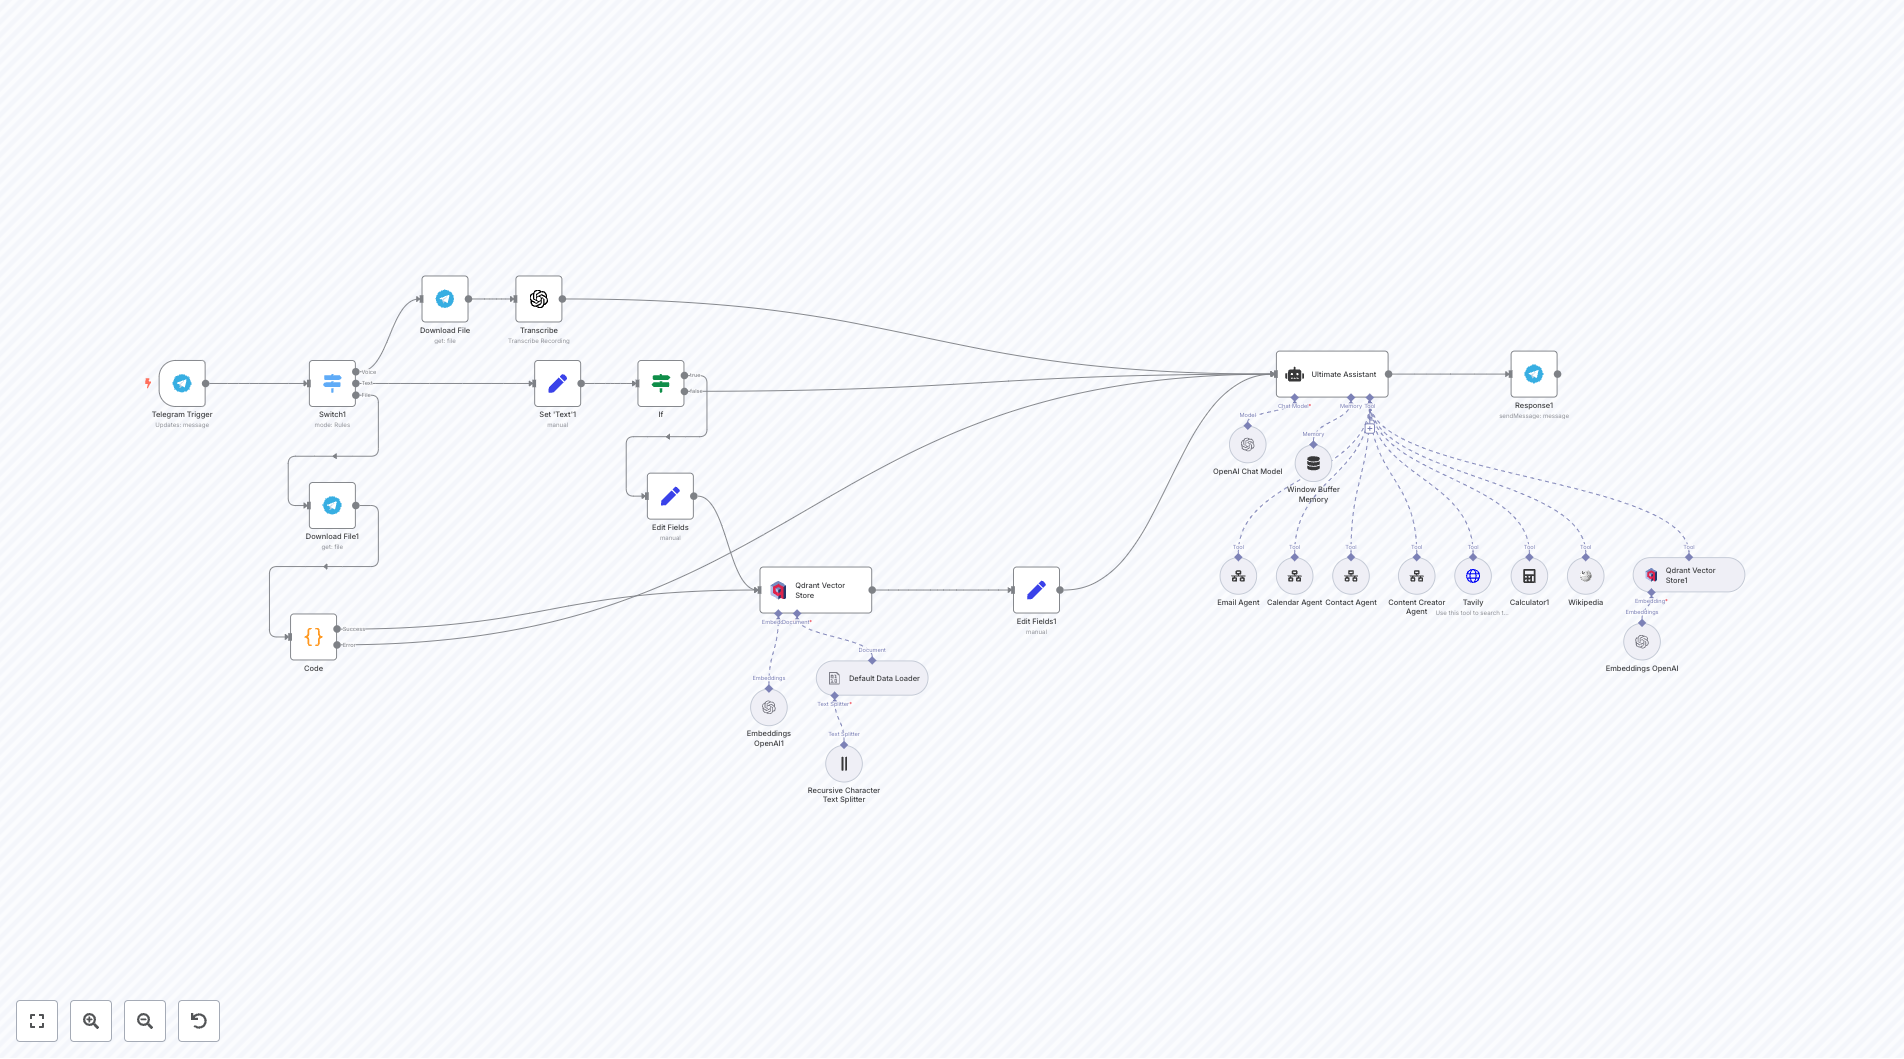 Download File
get: file
Transcribe
Transcribe Recording
Telegram Trigger
Updates: message
Switch1
mode: Rules
Voice
Text
File
Set 'Text'1
manual
If
true
false
Download File1
get: file
Edit Fields
manual
Code
Success
Error
Qdrant Vector
Store
Document*
Embeddings
Embeddings
OpenAI1
Document
Default Data Loader
Text Splitter*
Text Splitter
Recursive Character
Text Splitter
Edit Fields1
manual
Ultimate Assistant
Chat Model*
Memory
Tool
Response1
sendMessage: message
Model
OpenAI Chat Model
Memory
Window Buffer
Memory
Tool
Email Agent
Tool
Calendar Agent
Tool
Contact Agent
Tool
Content Creator
Agent
Tool
Tavily
Use this tool to search t...
Tool
Calculator1
Tool
Wikipedia
Tool
Qdrant Vector
Store1
Embedding*
Embeddings
Embeddings OpenAI